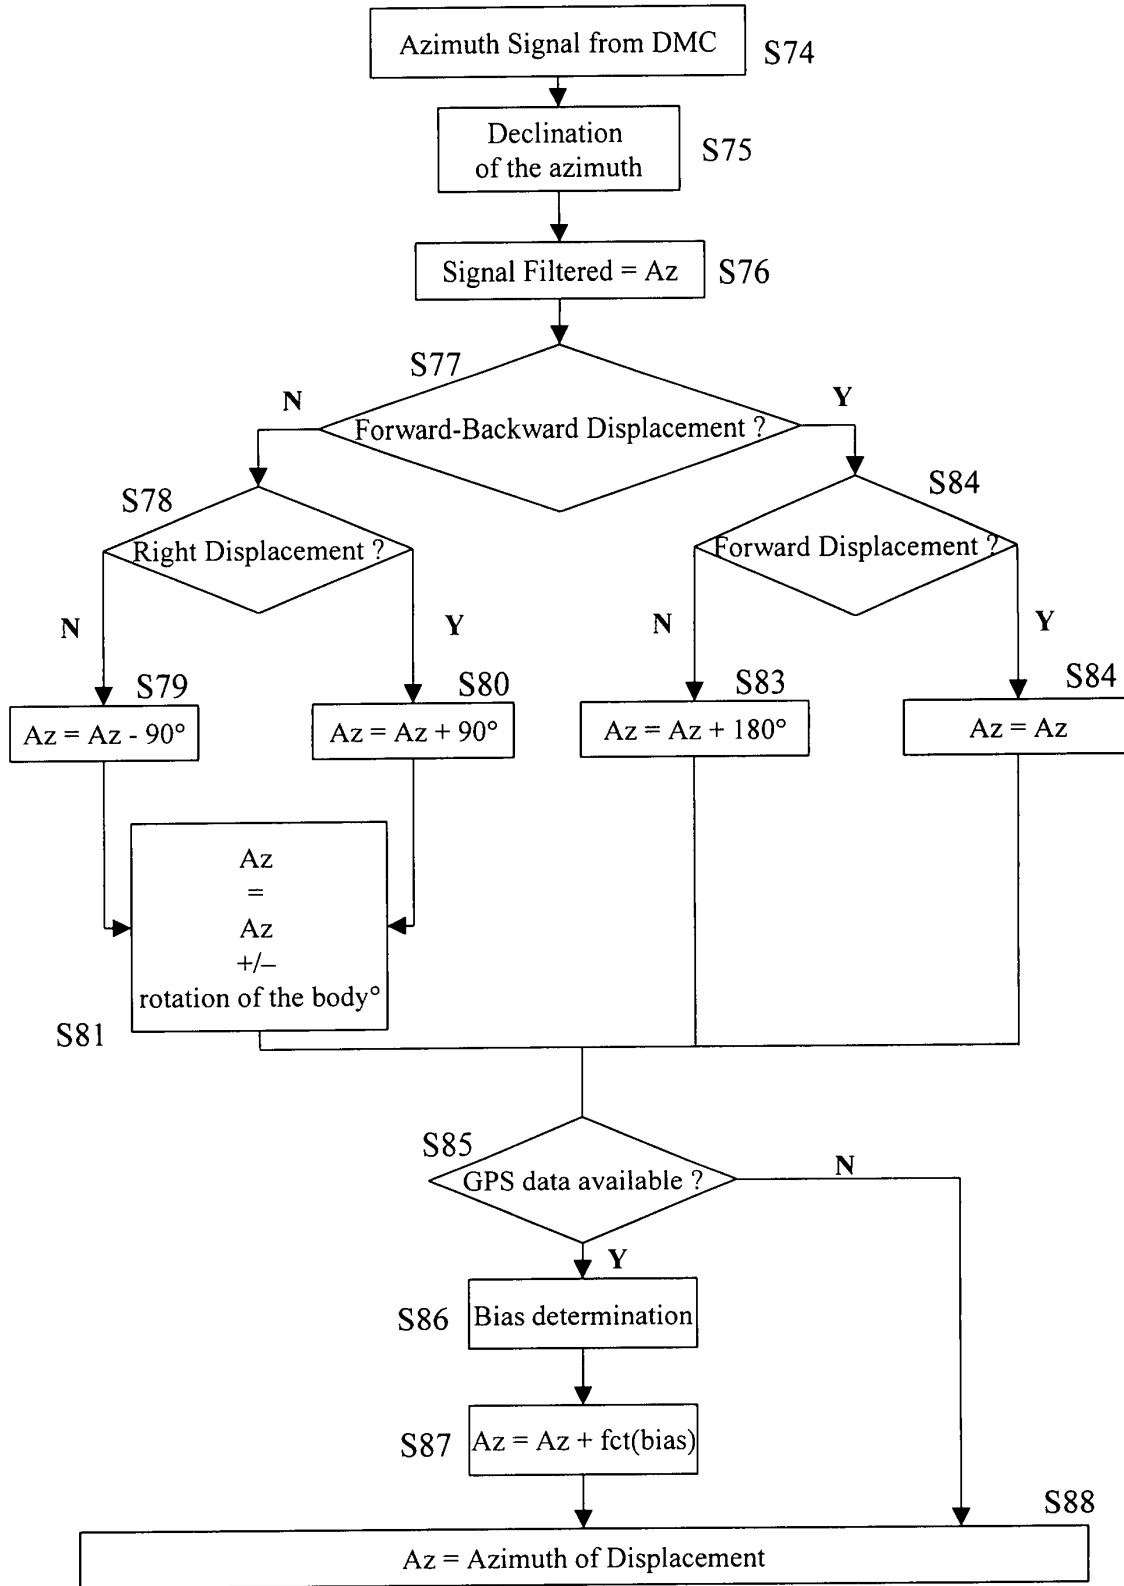 Azimuth Signal from DMC
S74
Declination
of the azimuth
S75
Signal Filtered = Az
S76
S77
N
Y
Forward-Backward Displacement ?
S78
S84
Right Displacement ?
Forward Displacement ?
N
Y
N
Y
S79
S80
S83
S84
Az = Az - 90°
Az = Az + 90°
Az = Az + 180°
Az = Az
Az
=
Az
+/–
rotation of the body°
S81
S85
GPS data available ?
N
Y
S86
Bias determination
S87
Az = Az + fct(bias)
S88
Az = Azimuth of Displacement